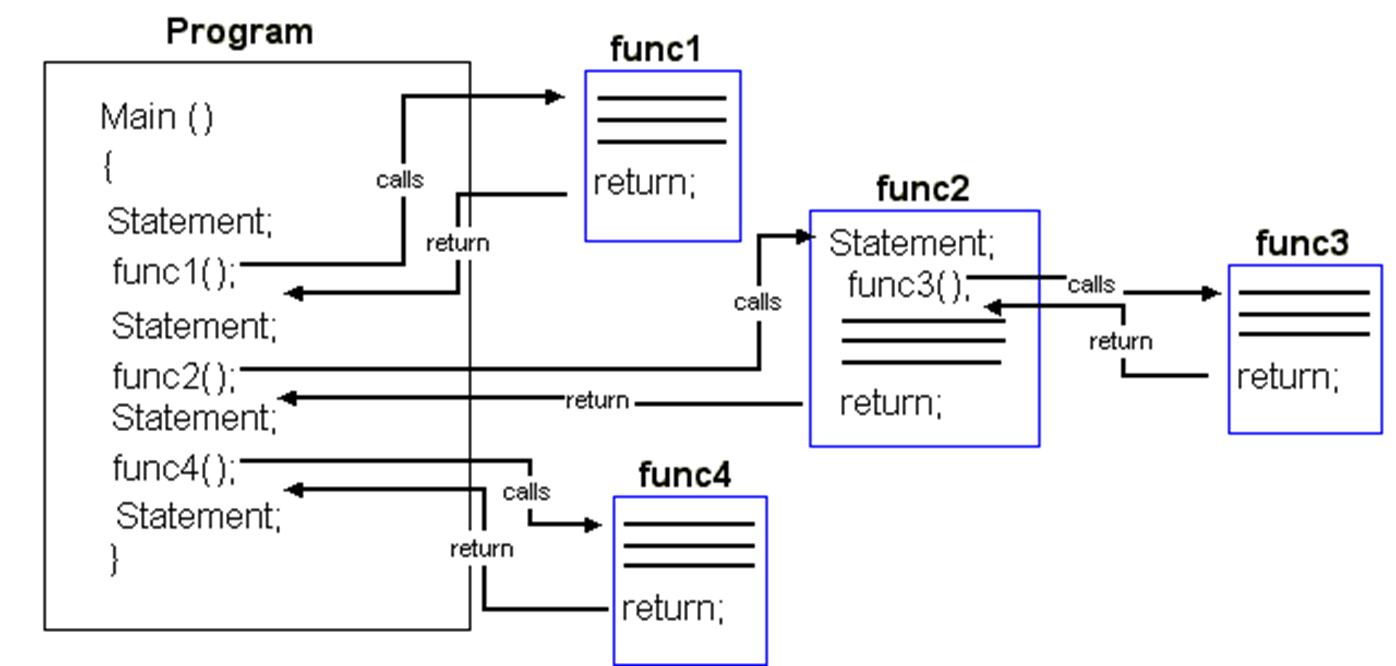 Program
Main ()
{
Statement;
func1();
Statement;
func2();
Statement;
func4();
Statement;
}
calls
return
func1
return;
calls
return
func2
Statement;
func3();
return;
calls
return
func3
return;
calls
return
func4
return;